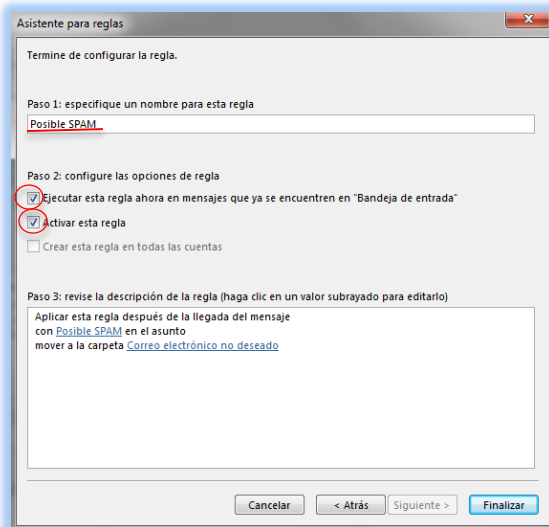 Asistente para reglas
Termine de configurar la regla.
Paso 1: especifique un nombre para esta regla
Posible SPAM
Paso 2: configure las opciones de regla
Ejecutar esta regla ahora en mensajes que ya se encuentren en "Bandeja de entrada"
Activar esta regla
Crear esta regla en todas las cuentas
Paso 3: revise la descripción de la regla (haga clic en un valor subrayado para editarlo)
Aplicar esta regla después de la llegada del mensaje
con Posible SPAM en el asunto
mover a la carpeta Correo electrónico no deseado
Cancelar < Atrás Siguiente > Finalizar